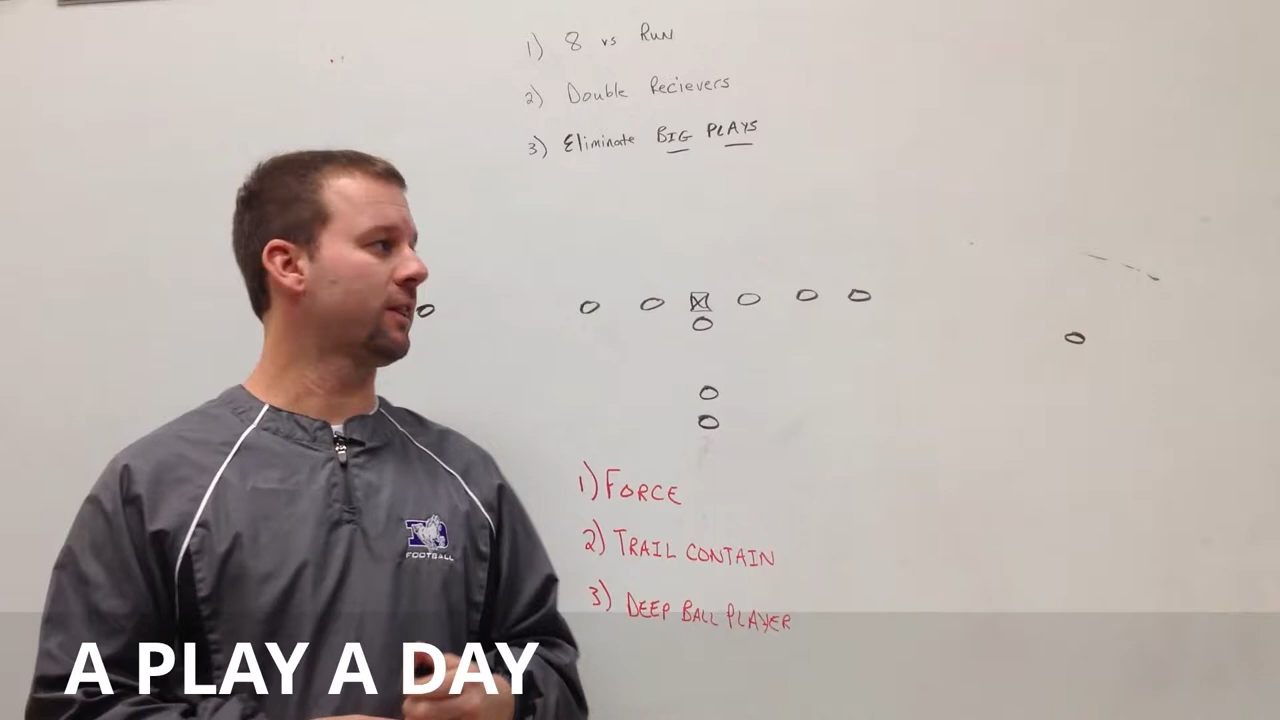 1) 8 vs Run
2) Double Recievers
3) Eliminate BIG PLAYS
1) FORCE
2) TRAIL CONTAIN
3) DEEP BALL PLAYER
FOOTBALL
A PLAY A DAY